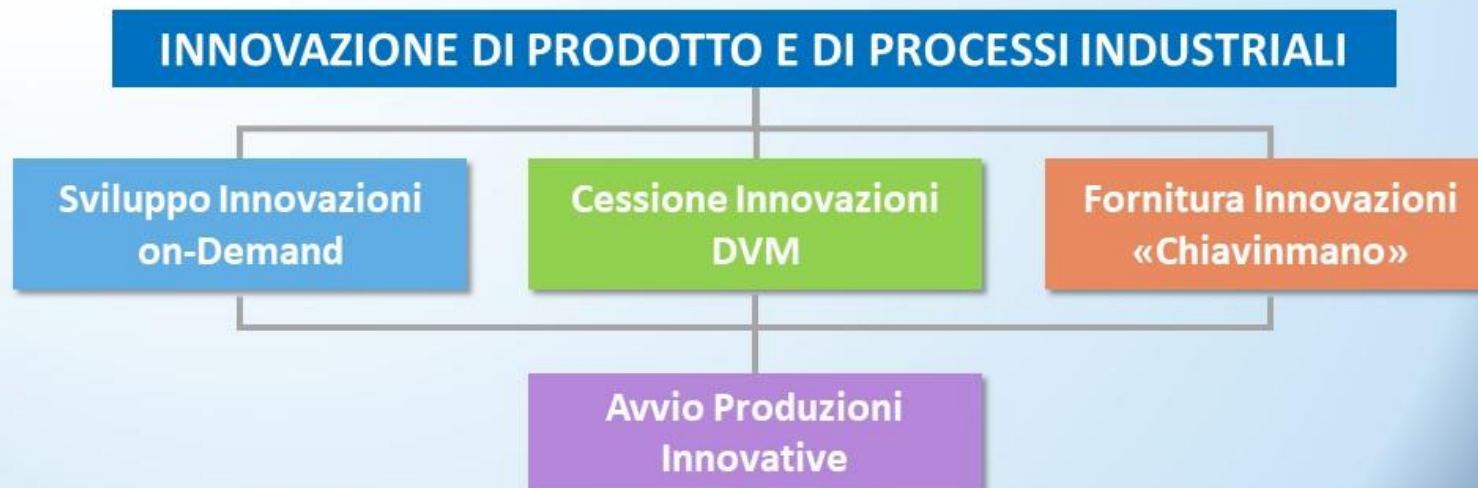 INNOVAZIONE DI PRODOTTO E DI PROCESSI INDUSTRIALI
Sviluppo Innovazioni
on-Demand
Cessione Innovazioni
DVM
Fornitura Innovazioni
«Chiavinmano»
Avvio Produzioni
Innovative